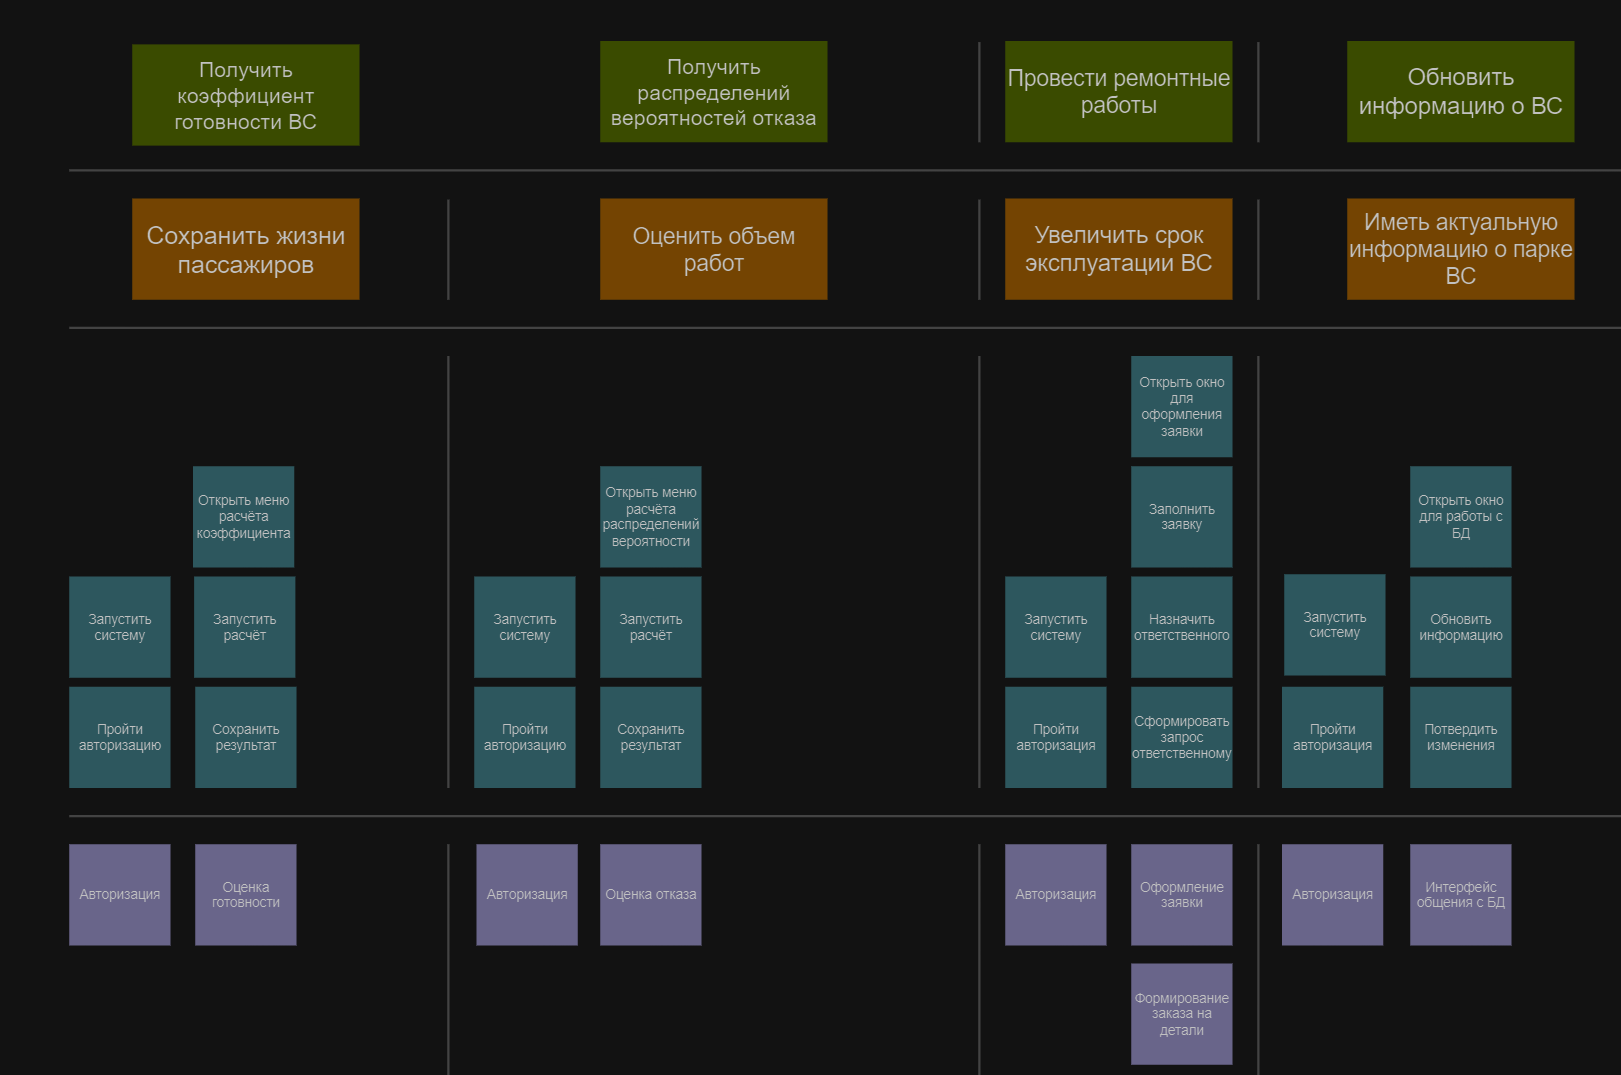 Получить
коэффициент
готовности ВС
Получить
распределений
вероятностей отказа
Провести ремонтные
работы
Обновить
информацию о ВС
Сохранить жизни
пассажиров
Оценить объем
работ
Увеличить срок
эксплуатации ВС
Иметь актуальную
информацию о парке
ВС
Открыть окно
для
оформления
заявки
Открыть меню
расчёта
коэффициента
Открыть меню
расчёта
распределений
вероятности
Заполнить
заявку
Открыть окно
для работы с
БД
Запустить
систему
Запустить
расчёт
Запустить
систему
Запустить
расчёт
Запустить
систему
Назначить
ответственного
Запустить
систему
Обновить
информацию
Пройти
авторизацию
Сохранить
результат
Пройти
авторизацию
Сохранить
результат
Пройти
авторизация
Сформировать
запрос
ответственному
Пройти
авторизация
Потвердить
изменения
Авторизация
Оценка
готовности
Авторизация
Оценка отказа
Авторизация
Оформление
заявки
Авторизация
Интерфейс
общения с БД
Формирование
заказа на
детали